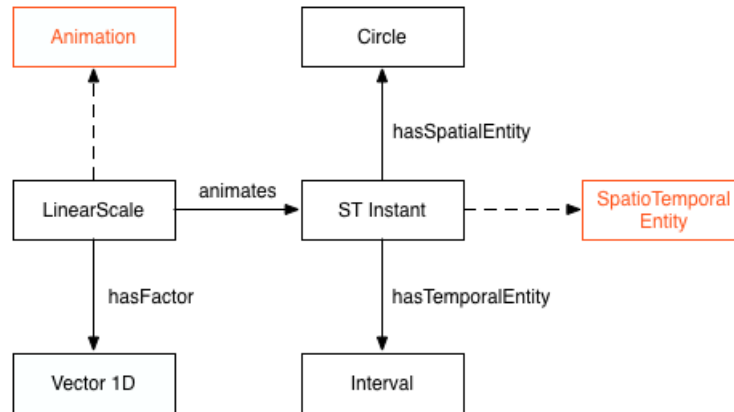 Animation
Circle
hasSpatialEntity
animates
LinearScale
ST Instant
SpatioTemporal
Entity
hasFactor
hasTemporalEntity
Vector 1D
Interval